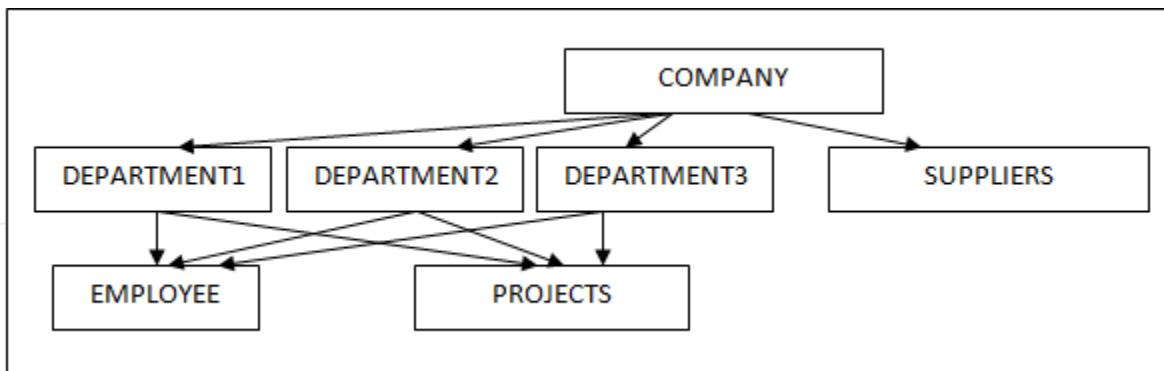 COMPANY
DEPARTMENT1
DEPARTMENT2
DEPARTMENT3
SUPPLIERS
EMPLOYEE
PROJECTS